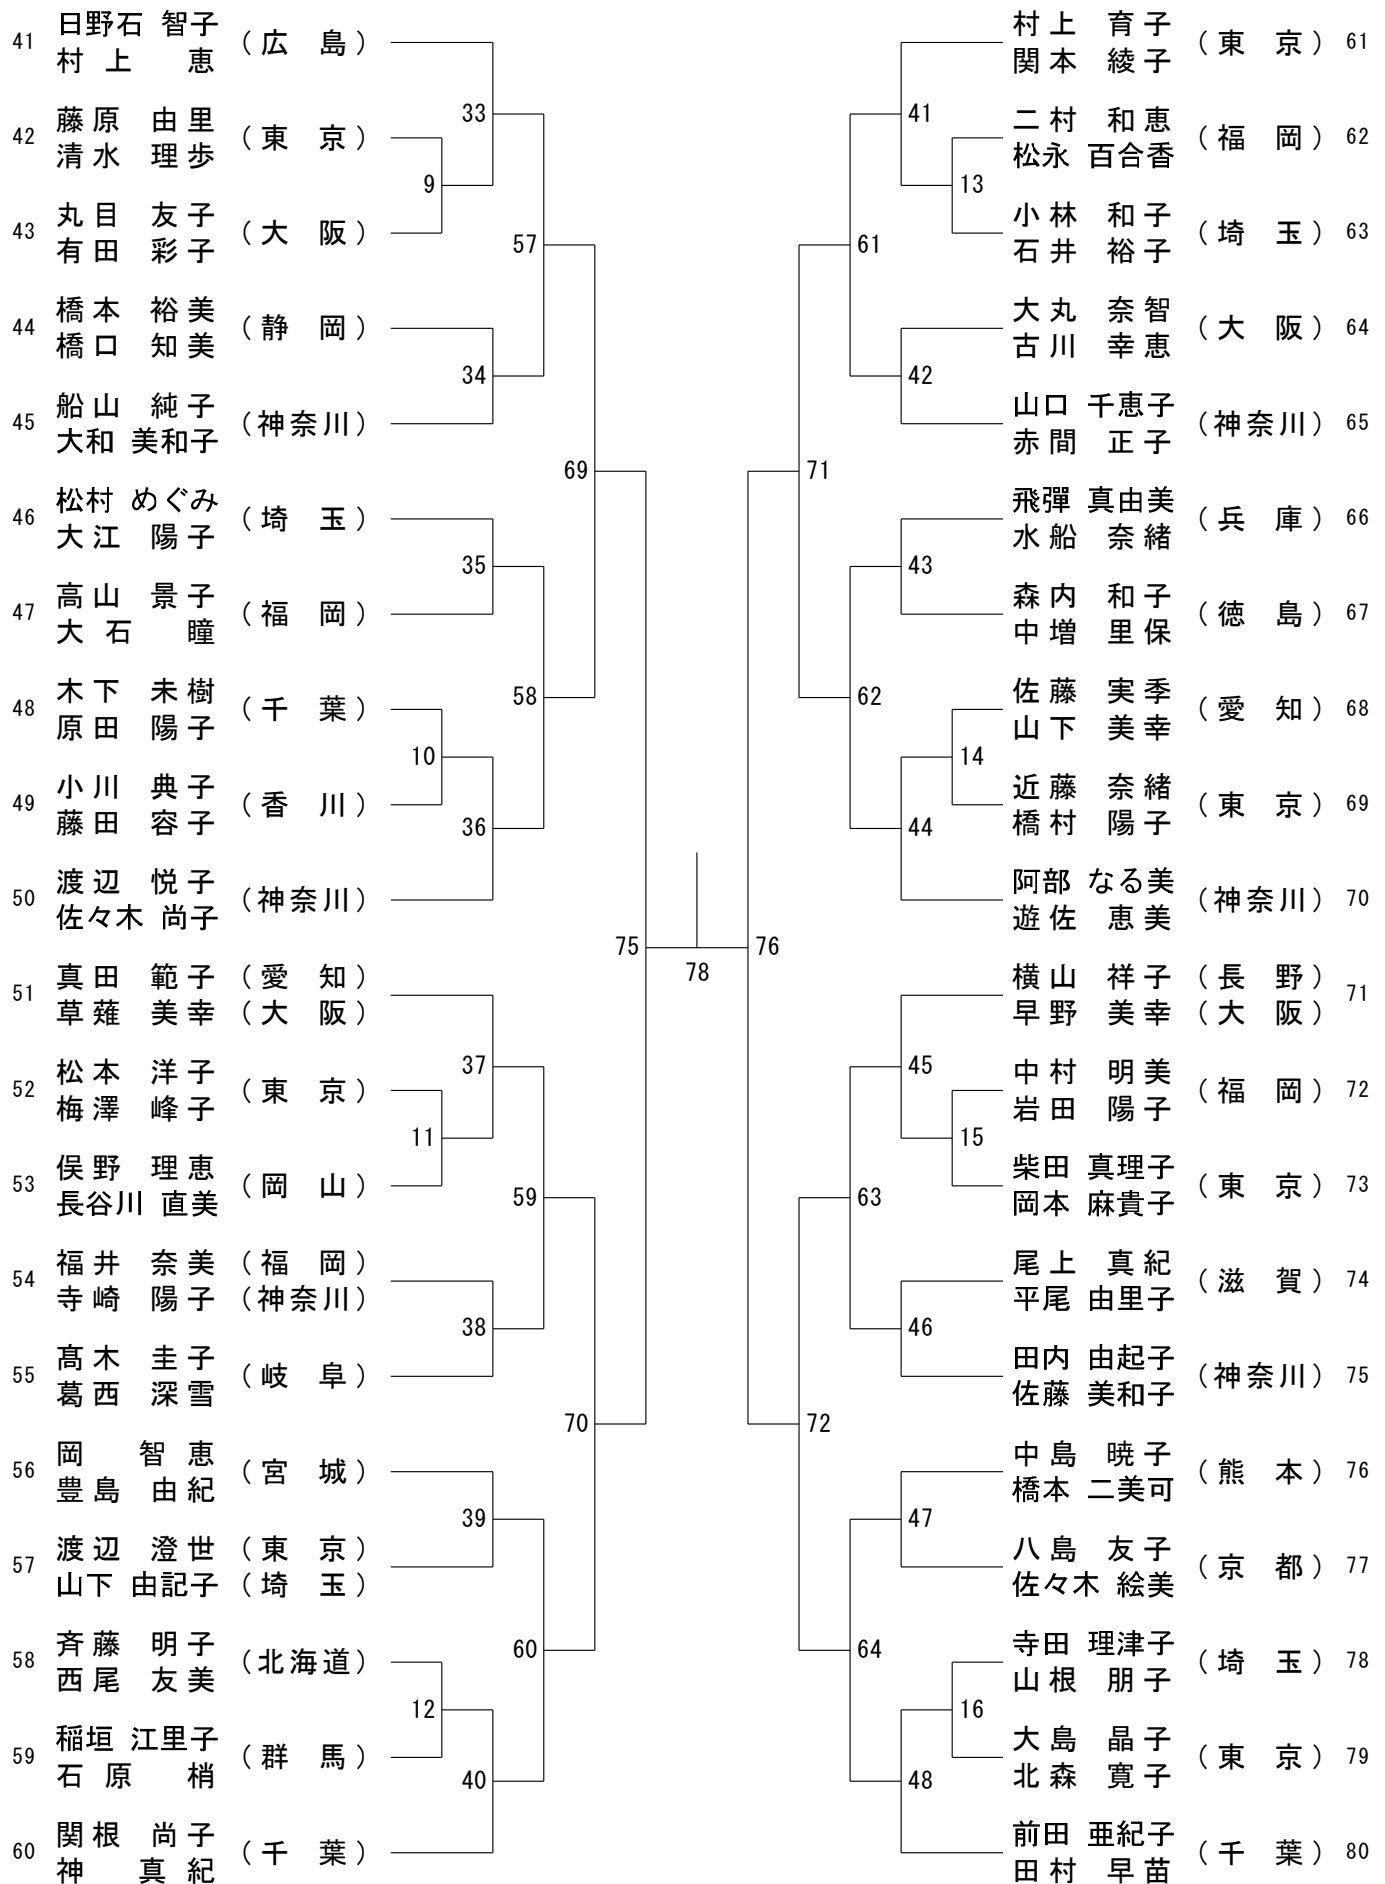 41 日野石 智子 (広 島)
村上 恵
42 藤原 由里 (東 京)
清水 理歩
43 丸目 友子 (大 阪)
有田 彩子
44 橋本 裕美 (静 岡)
橋口 知美
45 船山 純子 (神奈川)
大和 美和子
46 松村 めぐみ (埼 玉)
大江 陽子
47 高山 景子 (福 岡)
大石 瞳
48 木下 未樹 (千 葉)
原田 陽子
49 小川 典子 (香 川)
藤田 容子
50 渡辺 悦子 (神奈川)
佐々木 尚子
51 真田 範子 (愛 知)
草薙 美幸 (大 阪)
52 松本 洋子 (東 京)
梅澤 峰子
53 俣野 理恵 (岡 山)
長谷川 直美
54 福井 奈美 (福 岡)
寺崎 陽子 (神奈川)
55 髙木 圭子 (岐 阜)
葛西 深雪
56 岡 智恵 (宮 城)
豊島 由紀
57 渡辺 澄世 (東 京)
山下 由記子 (埼 玉)
58 斉藤 明子 (北海道)
西尾 友美
59 稲垣 江里子 (群 馬)
石原 梢
60 関根 尚子 (千 葉)
神 真紀
9
10
11
12
33
34
35
36
37
38
39
40
57
58
59
60
69
70
75
78
76
71
72
61
62
63
64
41
42
43
44
45
46
47
48
13
14
15
16
村上 育子 (東 京) 61
関本 綾子
二村 和恵 (福 岡) 62
松永 百合香
小林 和子 (埼 玉) 63
石井 裕子
大丸 奈智 (大 阪) 64
古川 幸恵
山口 千恵子 (神奈川) 65
赤間 正子
飛彈 真由美 (兵 庫) 66
水船 奈緒
森内 和子 (徳 島) 67
中増 里保
佐藤 実季 (愛 知) 68
山下 美幸
近藤 奈緒 (東 京) 69
橋村 陽子
阿部 なる美 (神奈川) 70
遊佐 恵美
横山 祥子 (長 野) 71
早野 美幸 (大 阪)
中村 明美 (福 岡) 72
岩田 陽子
柴田 真理子 (東 京) 73
岡本 麻貴子
尾上 真紀 (滋 賀) 74
平尾 由里子
田内 由起子 (神奈川) 75
佐藤 美和子
中島 暁子 (熊 本) 76
橋本 二美可
八島 友子 (京 都) 77
佐々木 絵美
寺田 理津子 (埼 玉) 78
山根 朋子
大島 晶子 (東 京) 79
北森 寛子
前田 亜紀子 (千 葉) 80
田村 早苗